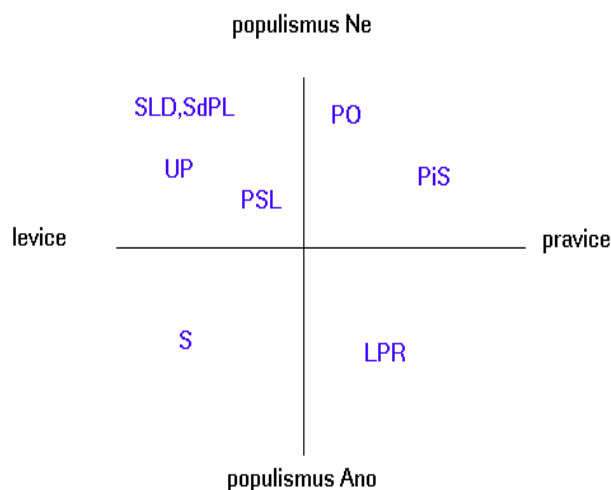 populismus Ne
SLD,SdPL
PO
UP
PiS
PSL
levice
pravice
S
LPR
populismus Ano